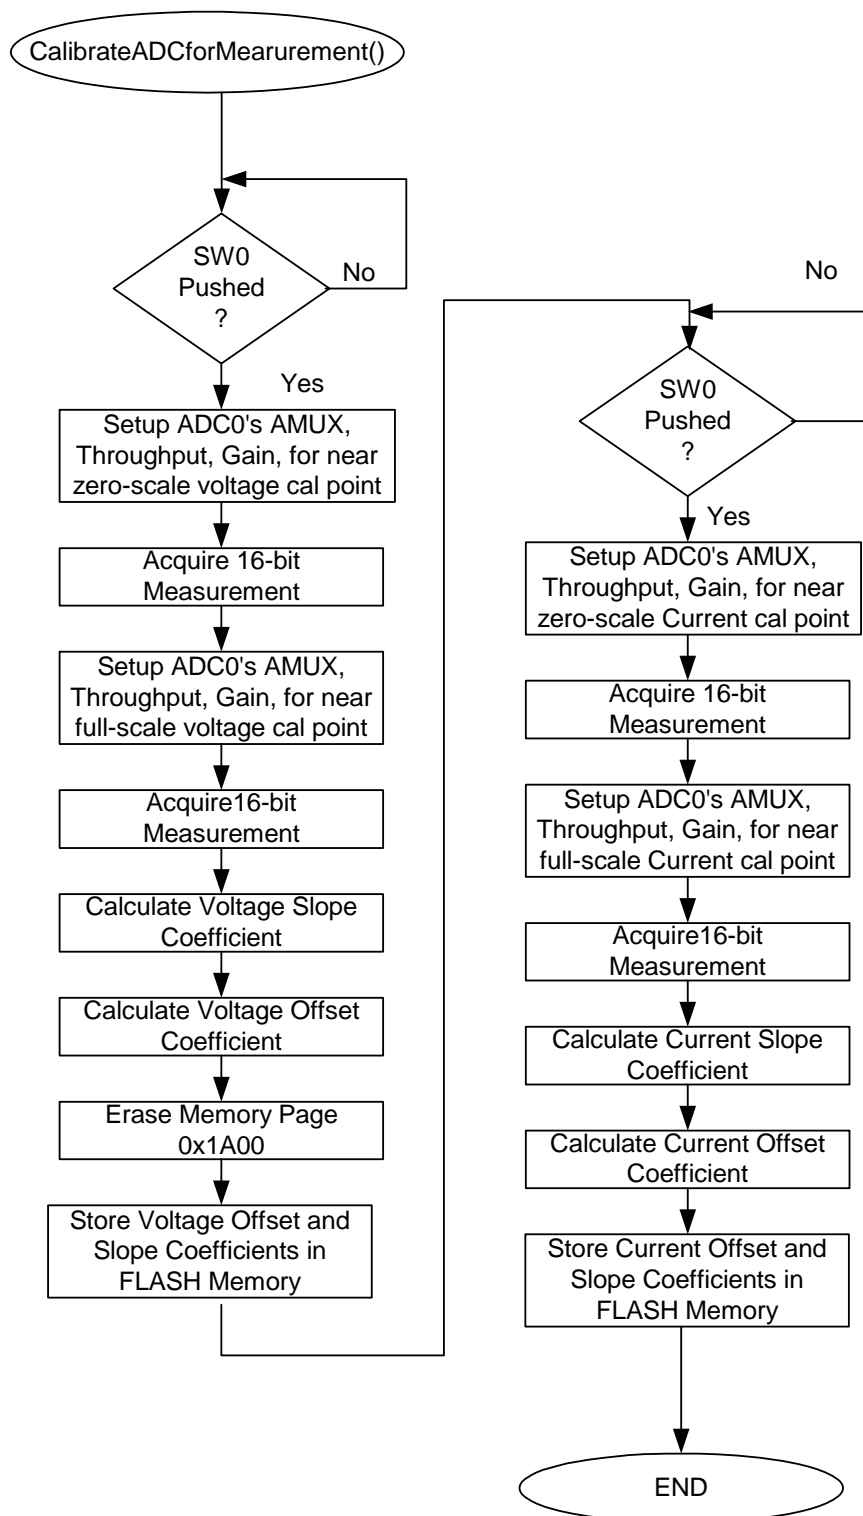 CalibrateADCforMearurement()
SW0
Pushed
?
No
Yes
Setup ADC0's AMUX,
Throughput, Gain, for near
zero-scale voltage cal point
Acquire 16-bit
Measurement
Setup ADC0's AMUX,
Throughput, Gain, for near
full-scale voltage cal point
Acquire16-bit
Measurement
Calculate Voltage Slope
Coefficient
Calculate Voltage Offset
Coefficient
Erase Memory Page
0x1A00
Store Voltage Offset and
Slope Coefficients in
FLASH Memory
No
SW0
Pushed
?
Yes
Setup ADC0's AMUX,
Throughput, Gain, for near
zero-scale Current cal point
Acquire 16-bit
Measurement
Setup ADC0's AMUX,
Throughput, Gain, for near
full-scale Current cal point
Acquire16-bit
Measurement
Calculate Current Slope
Coefficient
Calculate Current Offset
Coefficient
Store Current Offset and
Slope Coefficients in
FLASH Memory
END